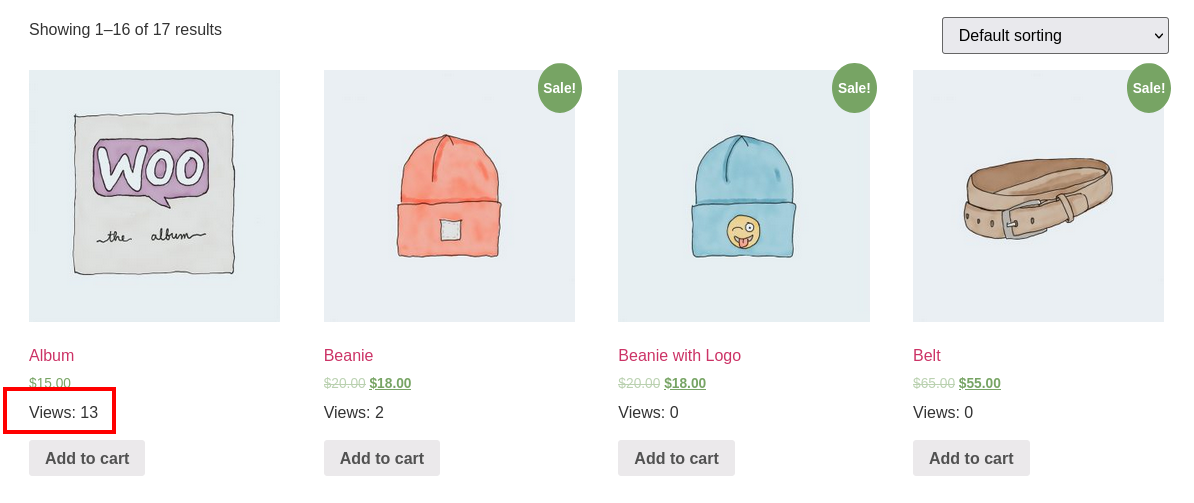 Showing 1–16 of 17 results
Default sorting
WOO
the album
Sale!
Sale!
Sale!
Album
$15.00
Views: 13
Add to cart
Beanie
$20.00 $18.00
Views: 2
Add to cart
Beanie with Logo
$20.00 $18.00
Views: 0
Add to cart
Belt
$65.00 $55.00
Views: 0
Add to cart